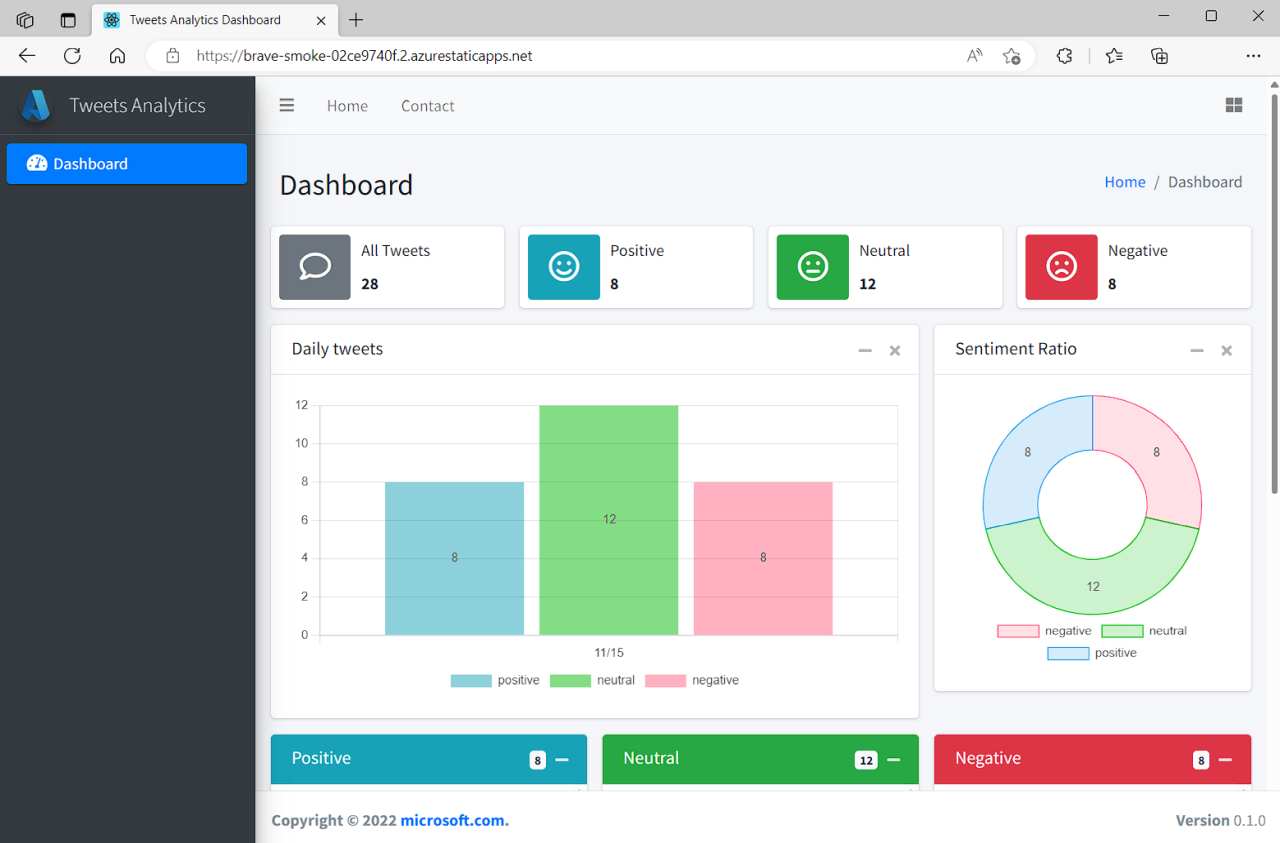 Tweets Analytics Dashboard
https://brave-smoke-02ce9740f.2.azurestaticapps.net
Tweets Analytics
Home Contact
Dashboard
Dashboard
Home / Dashboard
All Tweets
28
Positive
8
Neutral
12
Negative
8
Daily tweets
12
10
8
6
4
2
0
8
12
8
11/15
positive neutral negative
Sentiment Ratio
8
8
12
negative neutral
positive
Positive 8
Neutral 12
Negative 8
Copyright © 2022 microsoft.com.
Version 0.1.0